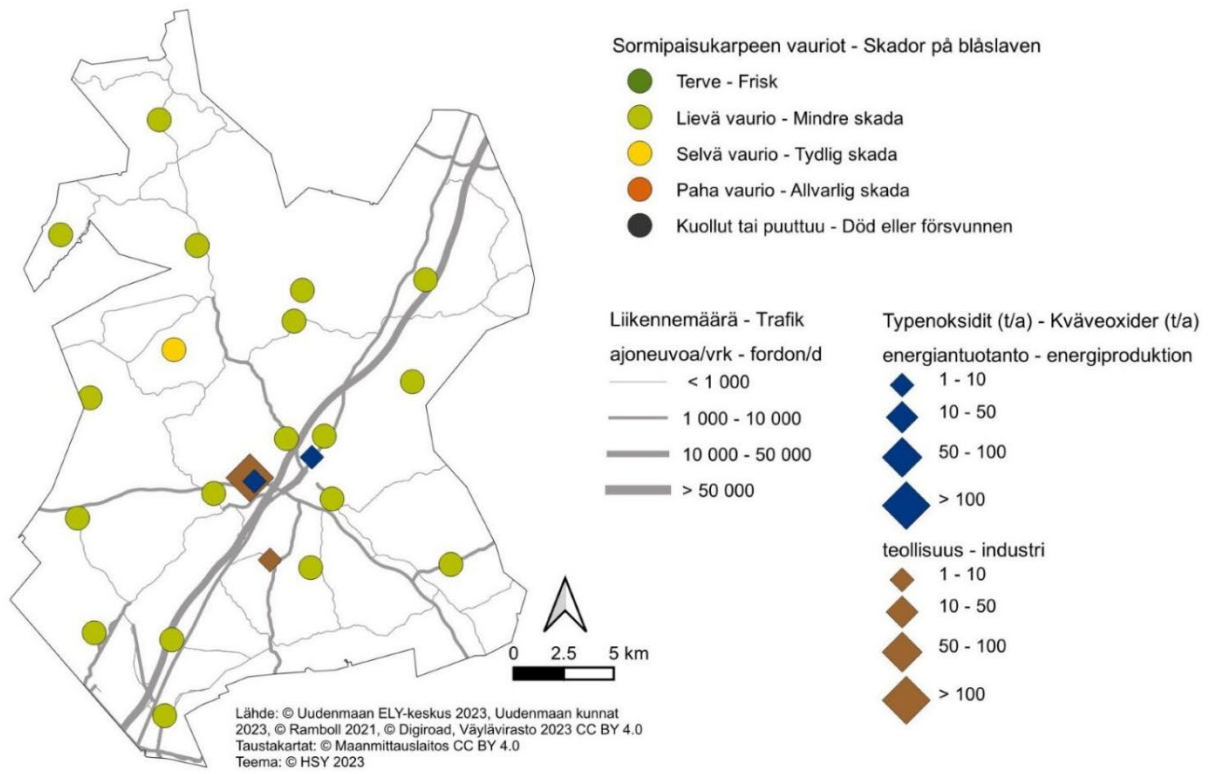 Sormipaisukarpeen vauriot - Skador på blåslaven
Terve - Frisk
Lievä vaurio - Mindre skada
Selvä vaurio - Tydlig skada
Paha vaurio - Allvarlig skada
Kuollut tai puuttuu - Död eller försvunnen
Liikennemäärä - Trafik
ajoneuvoa/vrk - fordon/d
< 1 000
1 000 - 10 000
10 000 - 50 000
> 50 000
Typenoksidit (t/a) - Kväveoxider (t/a)
energiantuotanto - energiproduktion
1 - 10
10 - 50
50 - 100
> 100
teollisuus - industri
1 - 10
10 - 50
50 - 100
> 100
0 2.5 5 km
Lähde: © Uudenmaan ELY-keskus 2023, Uudenmaan kunnat
2023, © Ramboll 2021, © Digiroad, Väylävirasto 2023 CC BY 4.0
Taustakartat: © Maanmittauslaitos CC BY 4.0
Teema: © HSY 2023